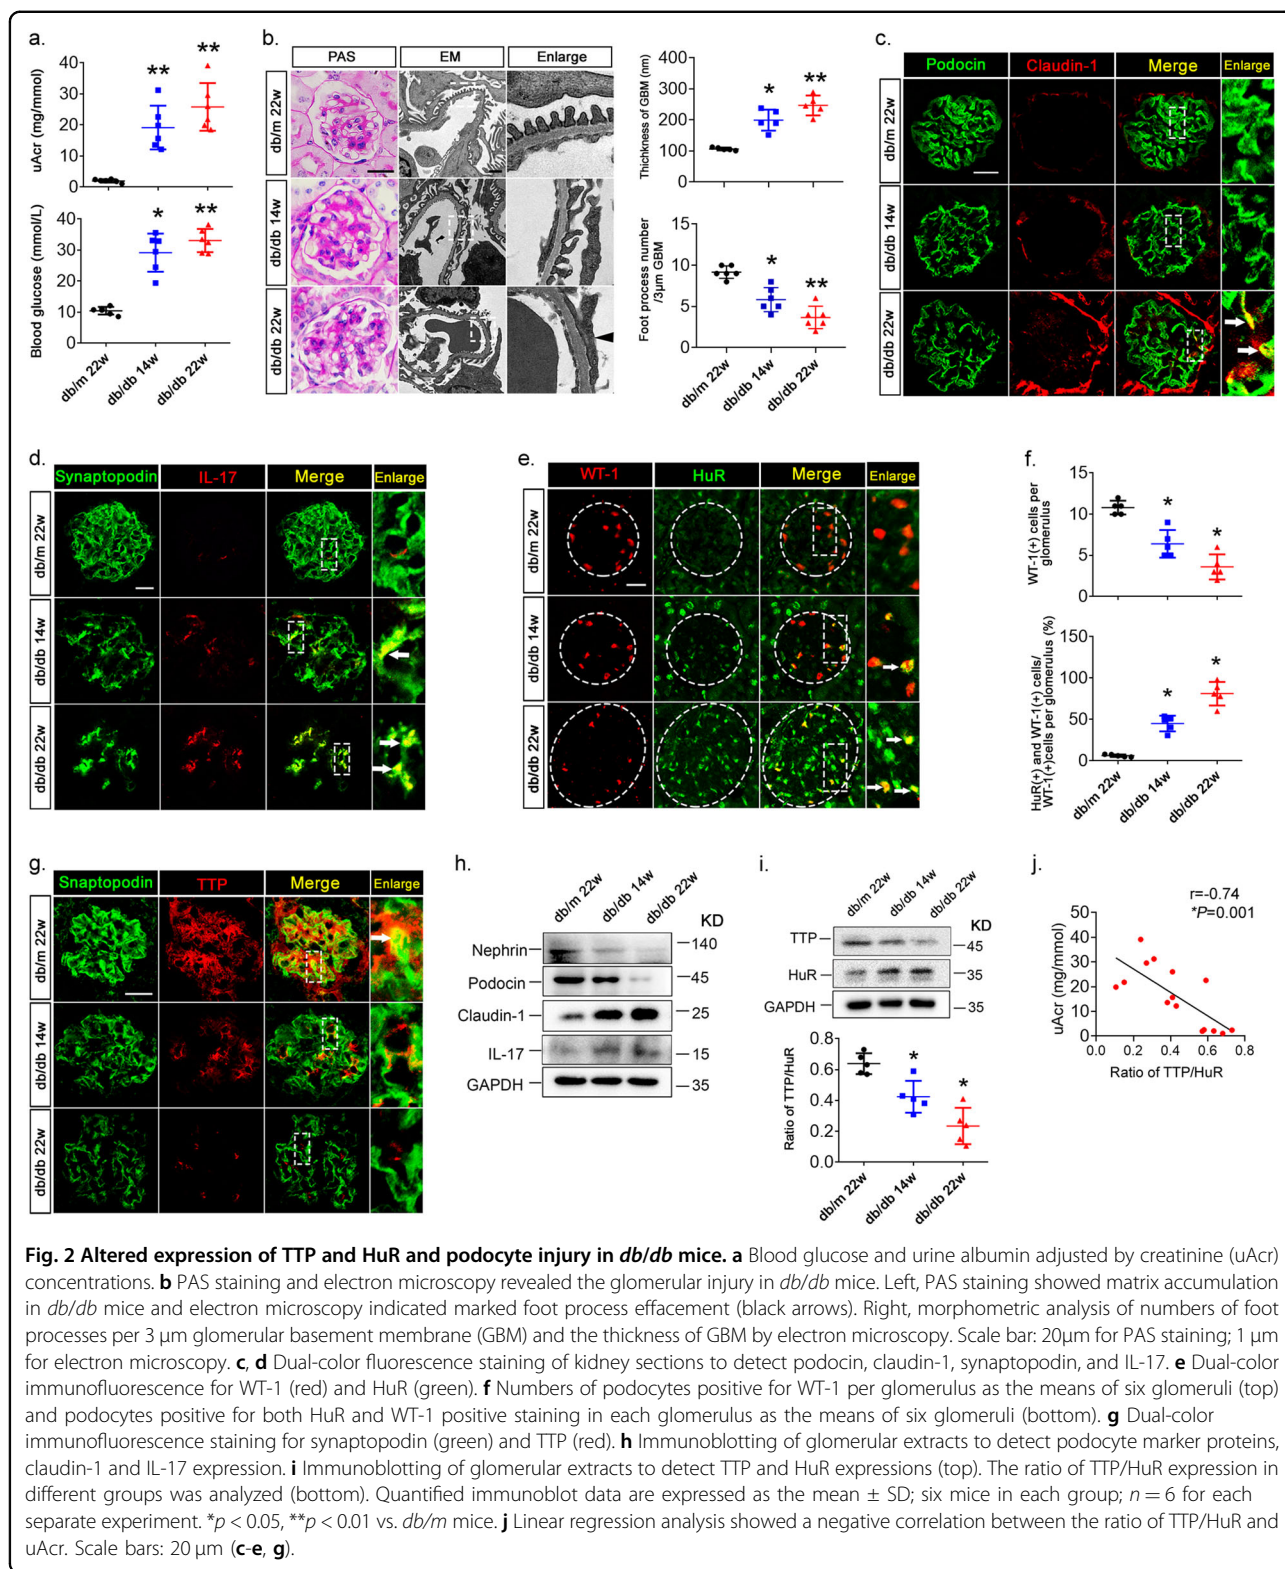 a.
uAcr (mg/mmol)
50
40
30
20
10
0
**
**
Blood glucose (mmol/L)
40
30
20
10
0
*
**
db/m 22w
db/db 14w
db/db 22w
b.
PAS
EM
Enlarge
db/m 22w
db/db 14w
db/db 22w
Thichkness of GBM (nm)
400
300
200
100
0
*
**
Foot process number
/3μm GBM
15
10
5
0
*
**
db/m 22w
db/db 14w
db/db 22w
c.
Podocin
Claudin-1
Merge
Enlarge
db/m 22w
db/db 14w
db/db 22w
d.
Synaptopodin
IL-17
Merge
Enlarge
db/m 22w
db/db 14w
db/db 22w
e.
WT-1
HuR
Merge
Enlarge
db/m 22w
db/db 14w
db/db 22w
f.
WT-1(+) cells per
glomerulus
15
10
5
0
*
*
HuR(+) and WT-1(+) cells/
WT-1(+)cells per glomerulus (%)
150
100
50
0
*
*
db/m 22w
db/db 14w
db/db 22w
g.
Snaptopodin
TTP
Merge
Enlarge
db/m 22w
db/db 14w
db/db 22w
h.
db/m 22w
db/db 14w
db/db 22w
KD
Nephrin
140
Podocin
45
Claudin-1
25
IL-17
15
GAPDH
35
i.
db/m 22w
db/db 14w
db/db 22w
KD
TTP
45
HuR
35
GAPDH
35
Ratio of TTP/HuR
0.8
0.6
0.4
0.2
0.0
*
*
db/m 22w
db/db 14w
db/db 22w
j.
r=-0.74
*P=0.001
uAcr (mg/mmol)
50
40
30
20
10
0
0.0 0.2 0.4 0.6 0.8
Ratio of TTP/HuR
Fig. 2 Altered expression of TTP and HuR and podocyte injury in db/db mice. a Blood glucose and urine albumin adjusted by creatinine (uAcr)
concentrations. b PAS staining and electron microscopy revealed the glomerular injury in db/db mice. Left, PAS staining showed matrix accumulation
in db/db mice and electron microscopy indicated marked foot process effacement (black arrows). Right, morphometric analysis of numbers of foot
processes per 3 μm glomerular basement membrane (GBM) and the thickness of GBM by electron microscopy. Scale bar: 20μm for PAS staining; 1 μm
for electron microscopy. c, d Dual-color fluorescence staining of kidney sections to detect podocin, claudin-1, synaptopodin, and IL-17. e Dual-color
immunofluorescence for WT-1 (red) and HuR (green). f Numbers of podocytes positive for WT-1 per glomerulus as the means of six glomeruli (top)
and podocytes positive for both HuR and WT-1 positive staining in each glomerulus as the means of six glomeruli (bottom). g Dual-color
immunofluorescence staining for synaptopodin (green) and TTP (red). h Immunoblotting of glomerular extracts to detect podocyte marker proteins,
claudin-1 and IL-17 expression. i Immunoblotting of glomerular extracts to detect TTP and HuR expressions (top). The ratio of TTP/HuR expression in
different groups was analyzed (bottom). Quantified immunoblot data are expressed as the mean ± SD; six mice in each group; n = 6 for each
separate experiment. *p < 0.05, **p < 0.01 vs. db/m mice. j Linear regression analysis showed a negative correlation between the ratio of TTP/HuR and
uAcr. Scale bars: 20 μm (c-e, g).